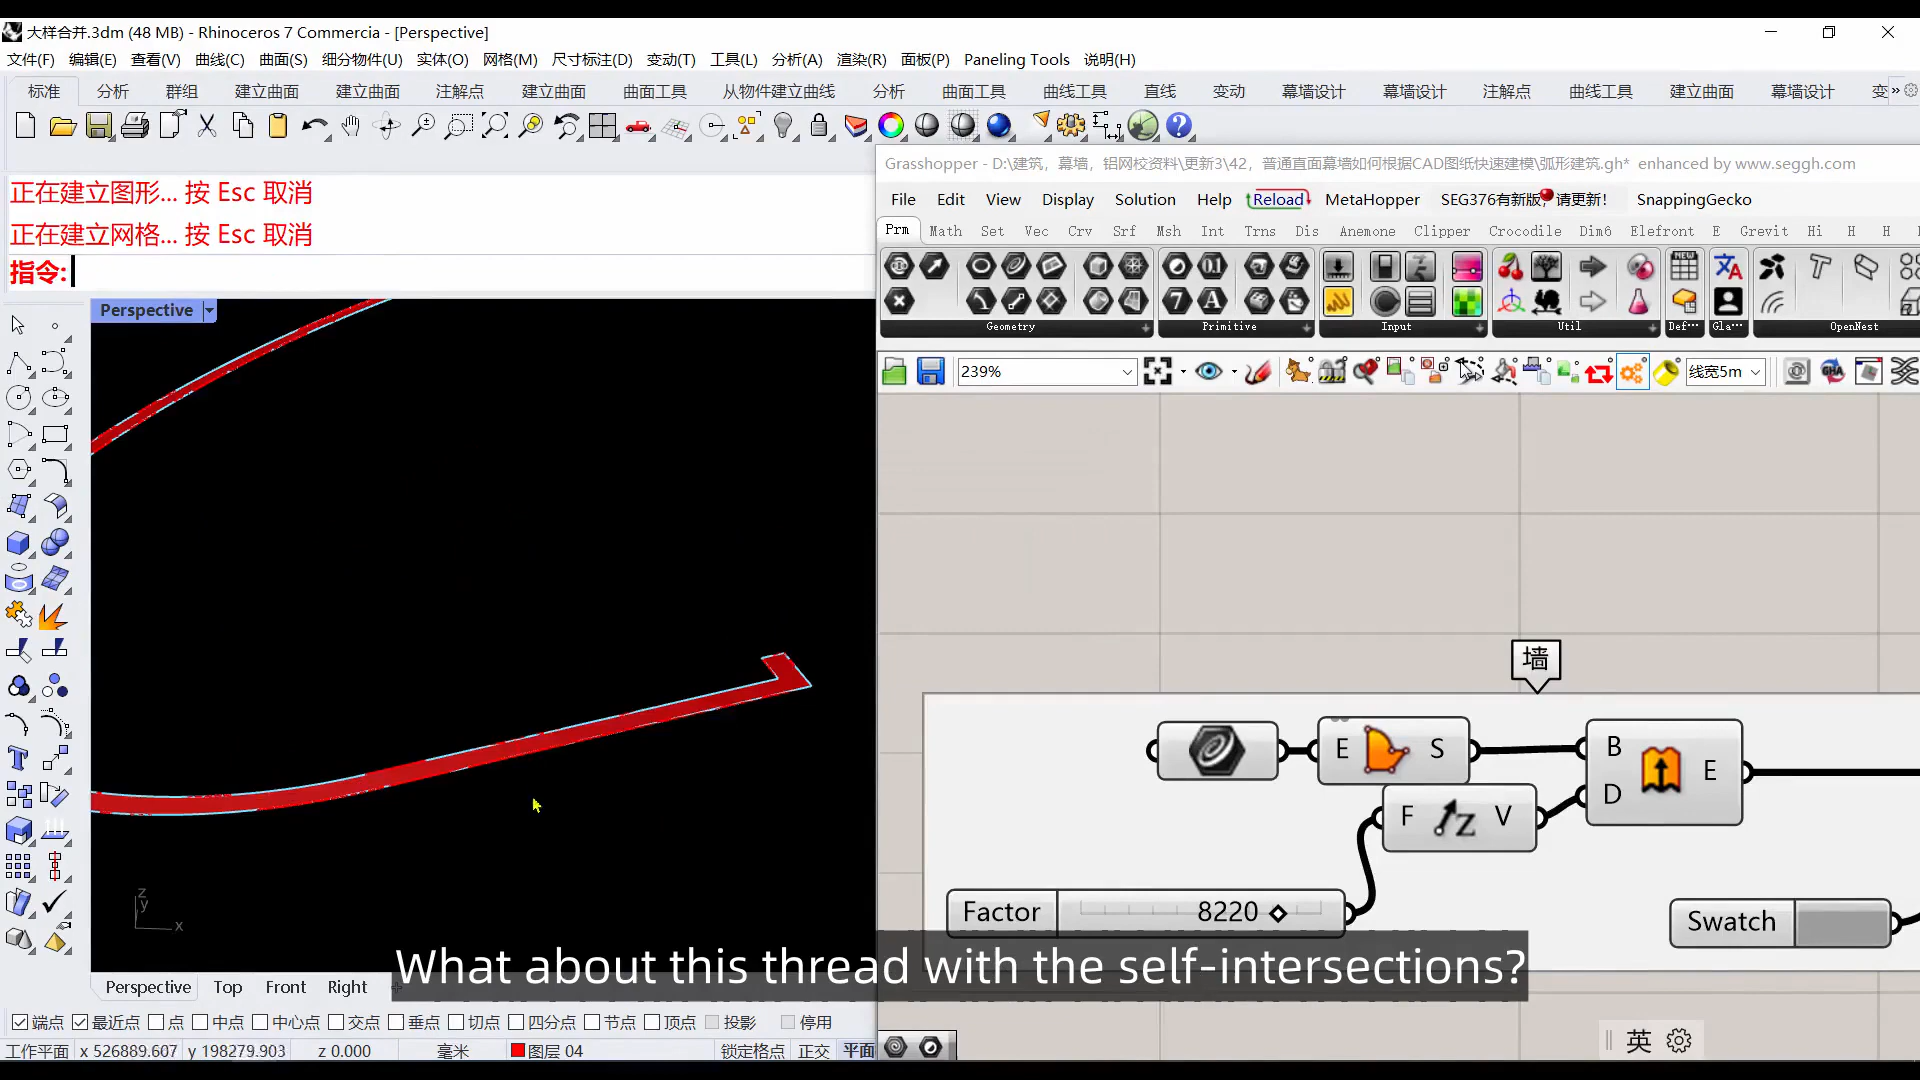 大样合并.3dm (48 MB) - Rhinoceros 7 Commercia - [Perspective]
文件(F) 编辑(E) 查看(V) 曲线(C) 曲面(S) 细分物件(U) 实体(O) 网格(M) 尺寸标注(D) 变动(T) 工具(L) 分析(A) 渲染(R) 面板(P) Paneling Tools 说明(H)
标准 分析 群组 建立曲面 建立曲面 注解点 建立曲面 曲面工具 从物件建立曲线 分析 曲面工具 曲线工具 直线 变动 幕墙设计 幕墙设计 注解点 曲线工具 建立曲面 幕墙设计 变 »
Grasshopper - D:\建筑，幕墙，铝网校资料\更新3\42，普通直面幕墙如何根据CAD图纸快速建模\弧形建筑.gh* enhanced by www.seggh.com
正在建立图形... 按 Esc 取消
正在建立网格... 按 Esc 取消
指令:
File Edit View Display Solution Help Reload MetaHopper SEG376有新版，请更新! SnappingGecko
Prm Math Set Vec Crv Srf Msh Int Trns Dis Anemone Clipper Crocodile Dim6 Elefront E Grevit Hi H H
Geometry Primitive Input Util Def... Gla... OpenNest
Perspective
239%
线宽5m
墙
E S
B
D
E
F V
Factor 8220
Swatch
z
y
x
What about this thread with the self-intersections?
Perspective Top Front Right
端点 最近点 点 中点 中心点 交点 垂点 切点 四分点 节点 顶点 投影 停用
工作平面 x 526889.607 y 198279.903 z 0.000 毫米 图层 04 锁定格点 正交 平面
英